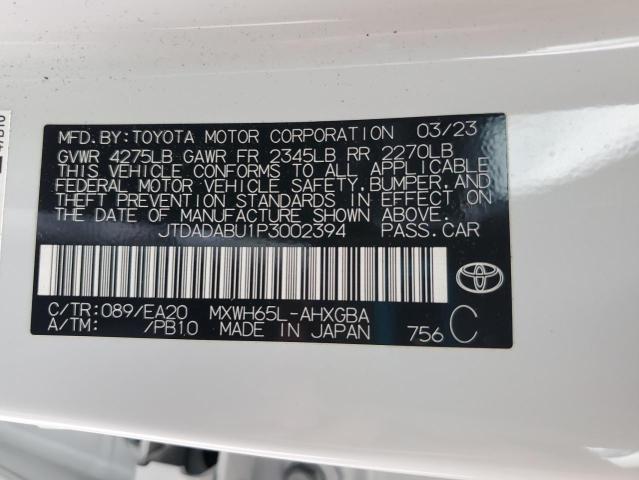 MFD.BY:TOYOTA MOTOR CORPORATION 03/23
GVWR 4275LB GAWR FR 2345LB RR 2270LB
THIS VEHICLE CONFORMS TO ALL APPLICABLE
FEDERAL MOTOR VEHICLE SAFETY,BUMPER,AND
THEFT PREVENTION STANDARDS IN EFFECT ON
THE DATE OF MANUFACTURE SHOWN ABOVE.
JTDADABU1P3002394 PASS.CAR
C/TR:089/EA20 MXWH65L-AHXGBA
A/TM: /PB10 MADE IN JAPAN 756 C